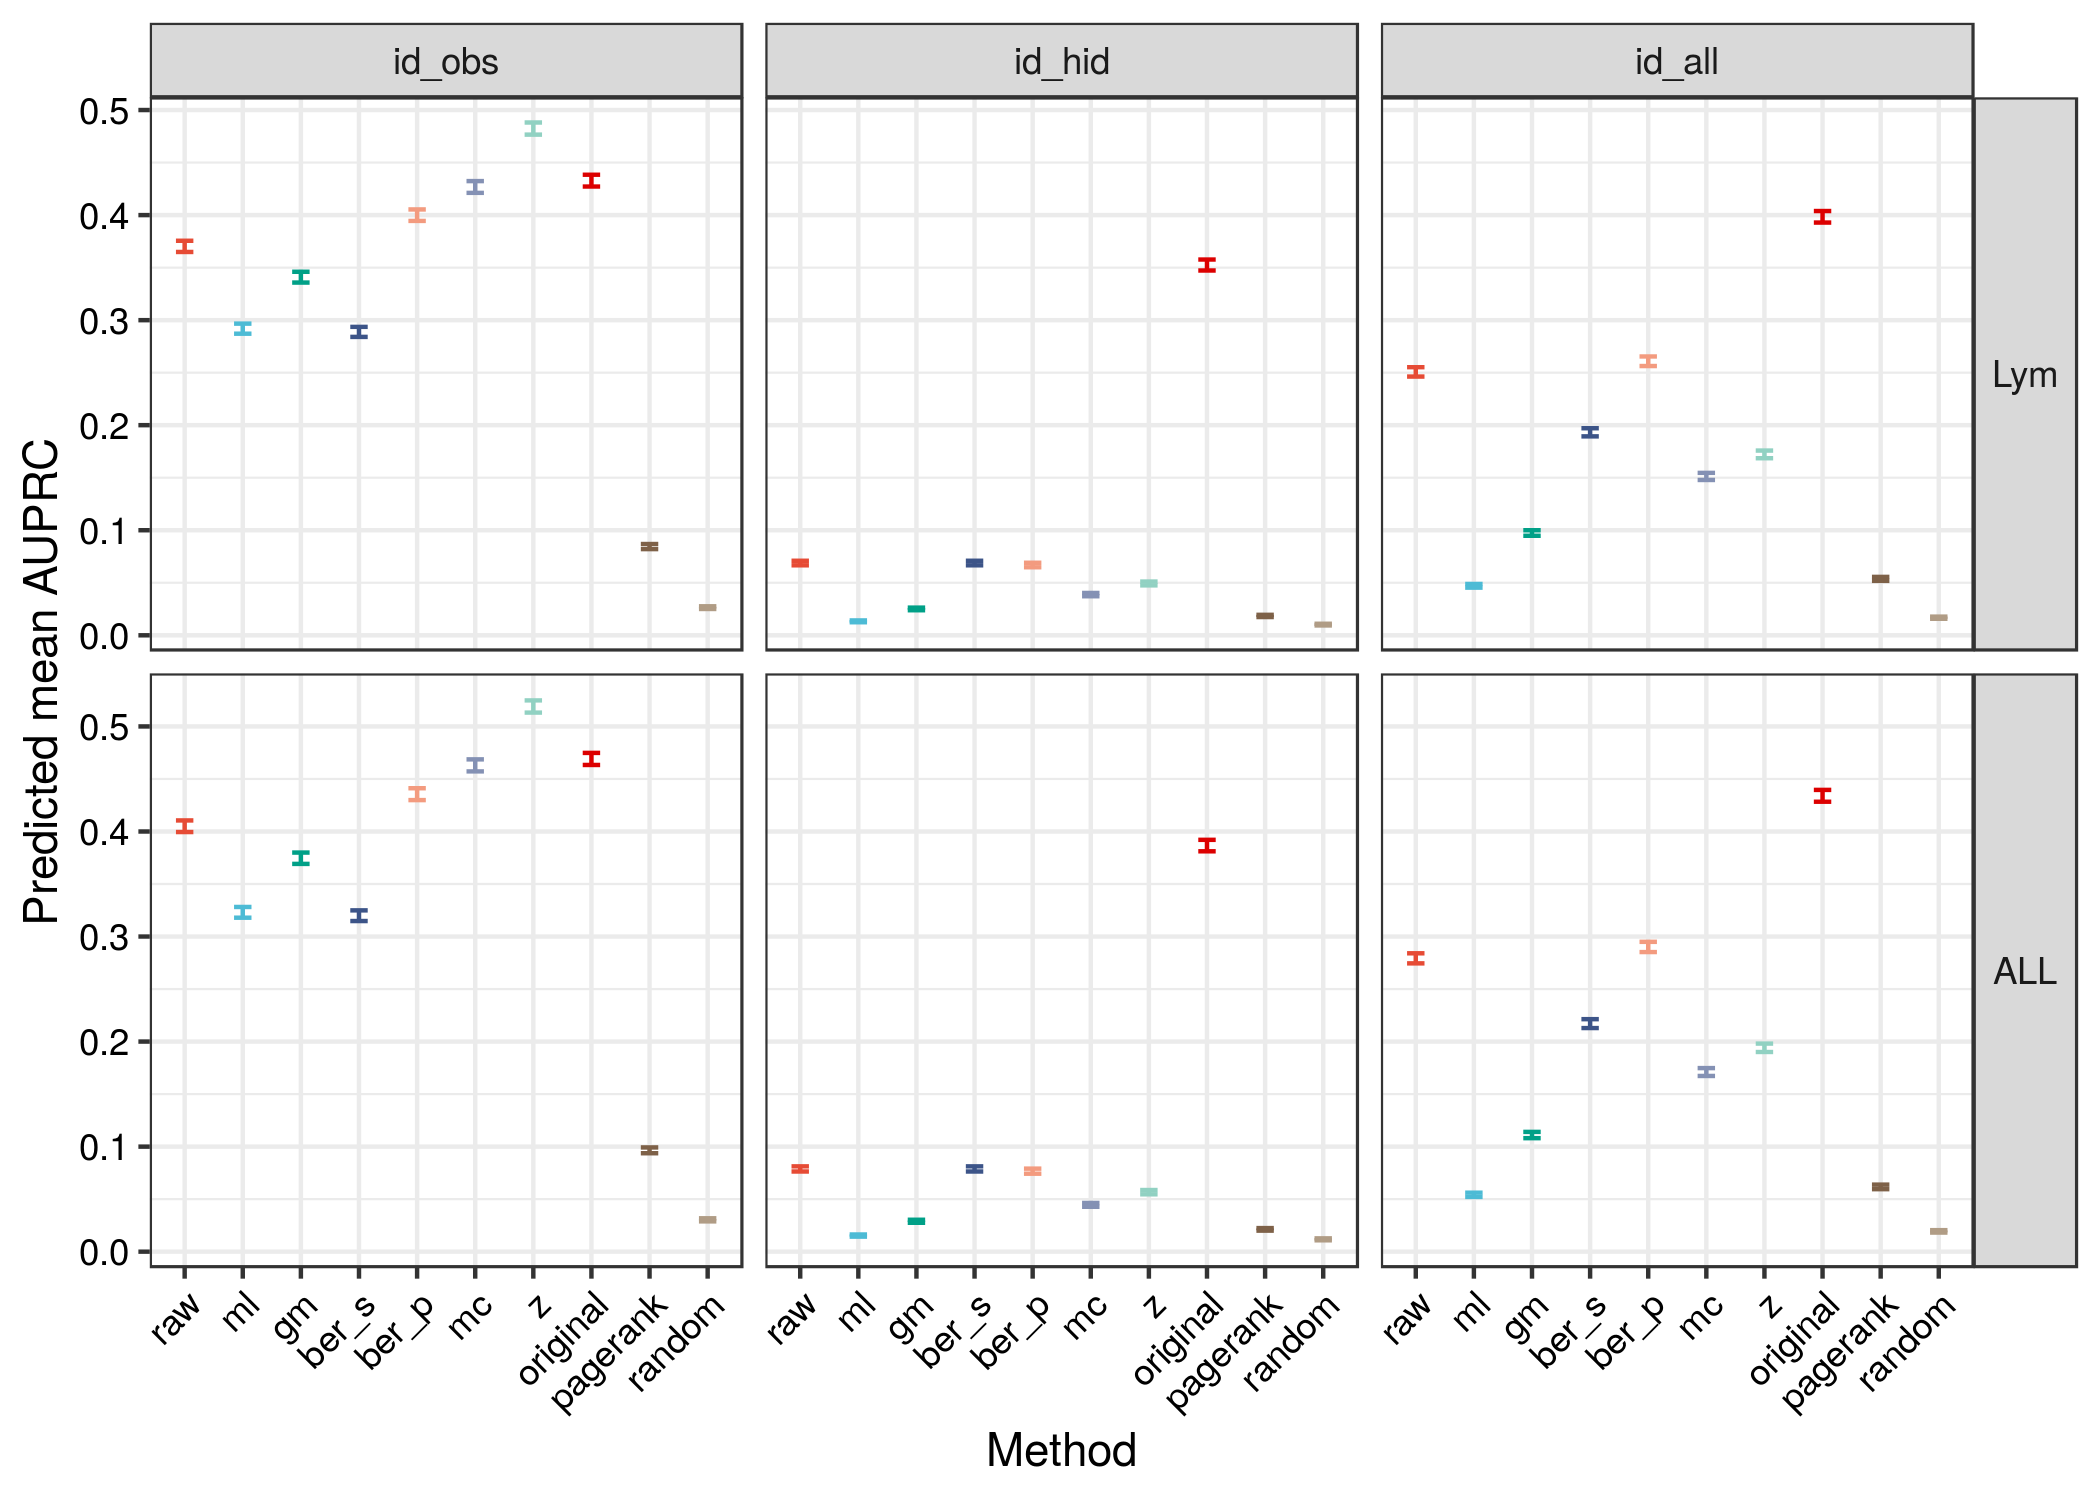 id_obs
id_hid
id_all
Predicted mean AUPRC
0.5
0.4
0.3
0.2
0.1
0.0
Lym
0.5
0.4
0.3
0.2
0.1
0.0
ALL
raw
ml
gm
ber_s
ber_p
mc
z
original
pagerank
random
raw
ml
gm
ber_s
ber_p
mc
z
original
pagerank
random
raw
ml
gm
ber_s
ber_p
mc
z
original
pagerank
random
Method